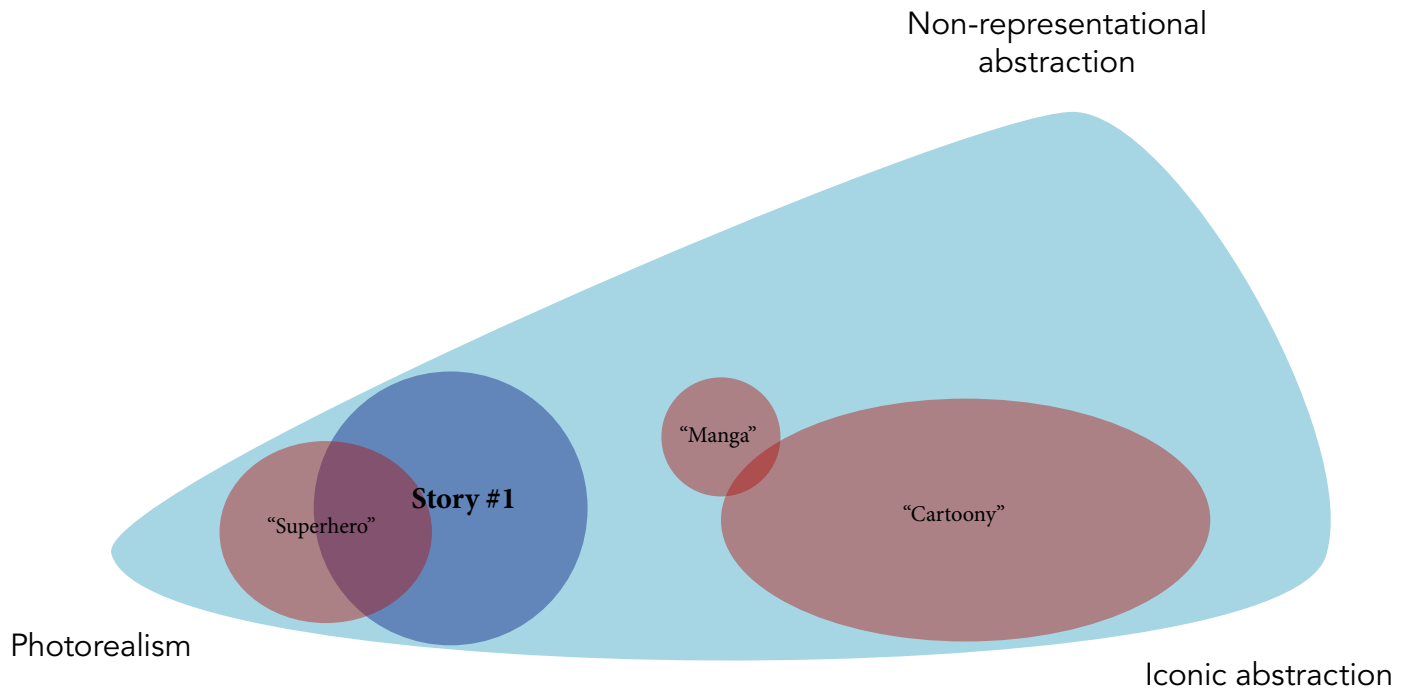 Non-representational
abstraction
“Manga”
Story #1
“Superhero”
“Cartoony”
Photorealism
Iconic abstraction